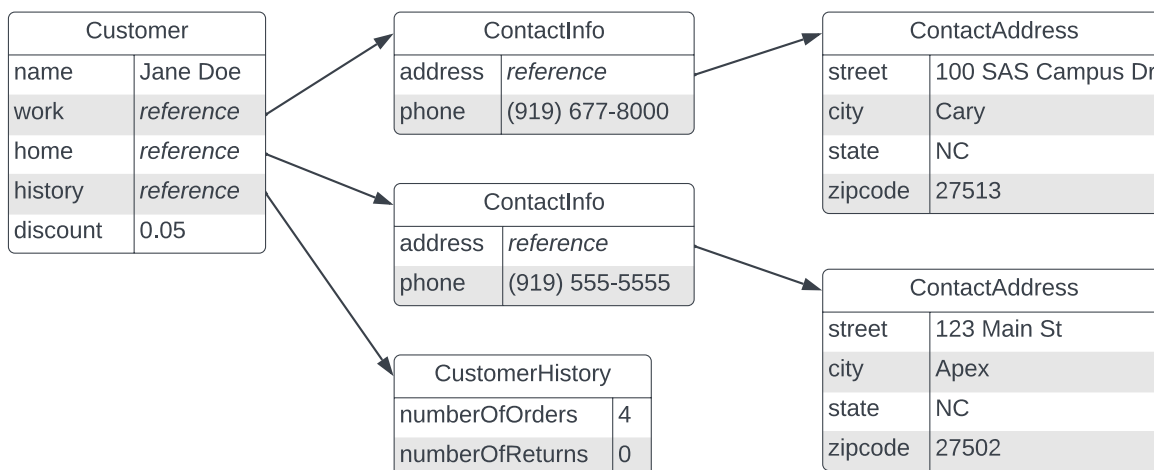 Customer
name Jane Doe
work reference
home reference
history reference
discount 0.05
ContactInfo
address reference
phone (919) 677-8000
ContactInfo
address reference
phone (919) 555-5555
CustomerHistory
numberOfOrders 4
numberOfReturns 0
ContactAddress
street 100 SAS Campus Dr
city Cary
state NC
zipcode 27513
ContactAddress
street 123 Main St
city Apex
state NC
zipcode 27502